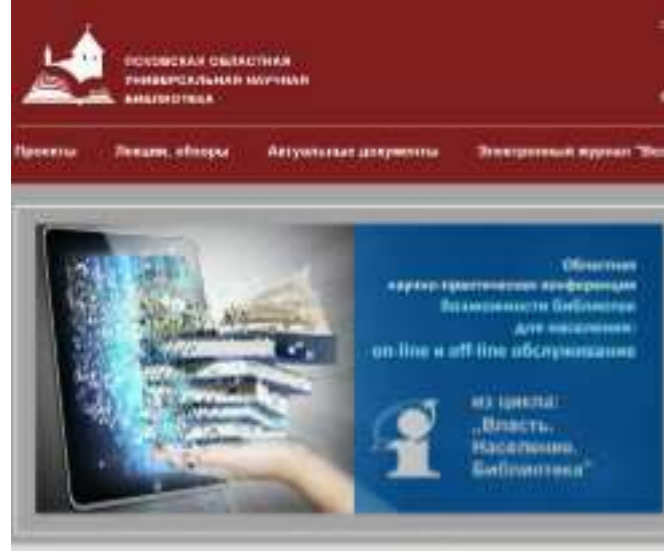 ПСКОВСКАЯ ОБЛАСТНАЯ
УНИВЕРСАЛЬНАЯ НАУЧНАЯ
БИБЛИОТЕКА
Проекты Лекции, обзоры Актуальные документы Электронный журнал
Областная
научно-практическая конференция
Возможности библиотек
для населения:
on-line и off-line обслуживание
из цикла:
„Власть.
Население.
Библиотека"